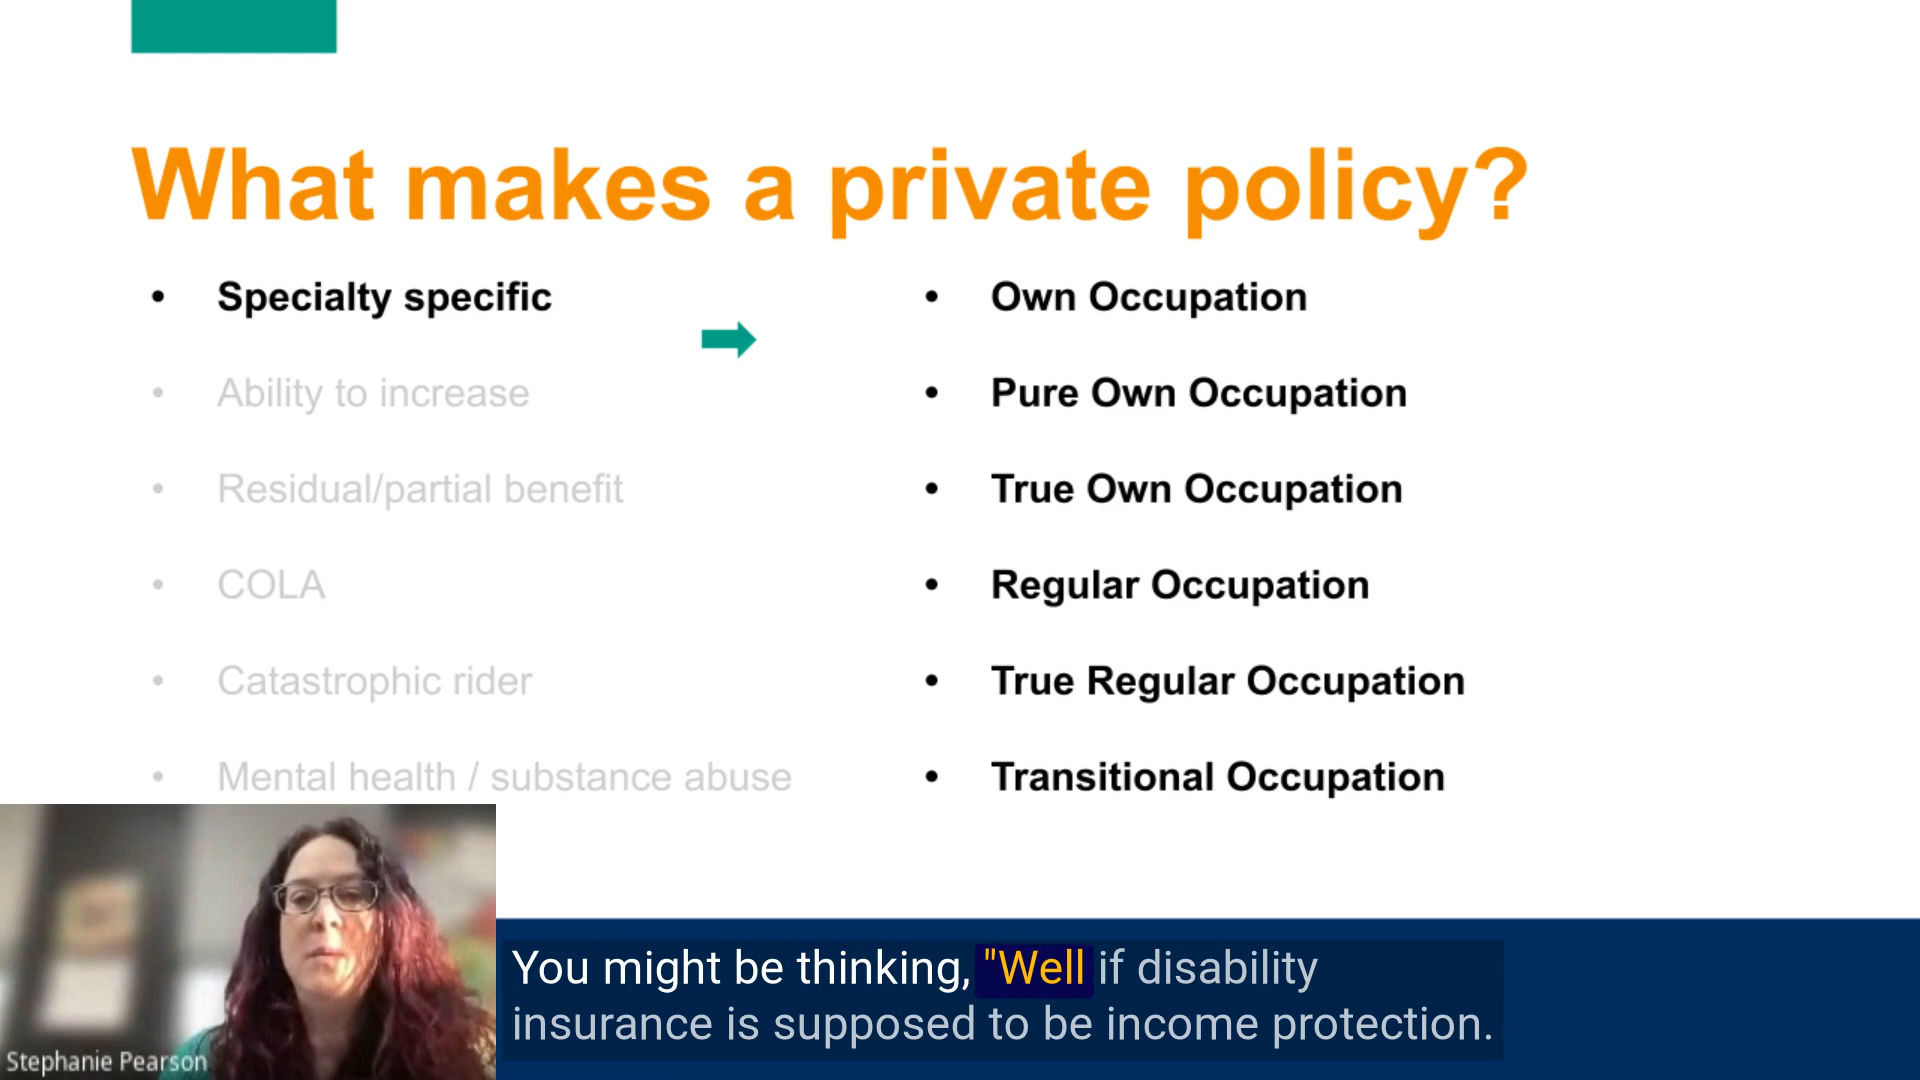 What makes a private policy?
• Specialty specific
• Ability to increase
• Residual/partial benefit
• COLA
• Catastrophic rider
• Mental health / substance abuse
• Own Occupation
• Pure Own Occupation
• True Own Occupation
• Regular Occupation
• True Regular Occupation
• Transitional Occupation
Stephanie Pearson
You might be thinking, "Well if disability
insurance is supposed to be income protection.